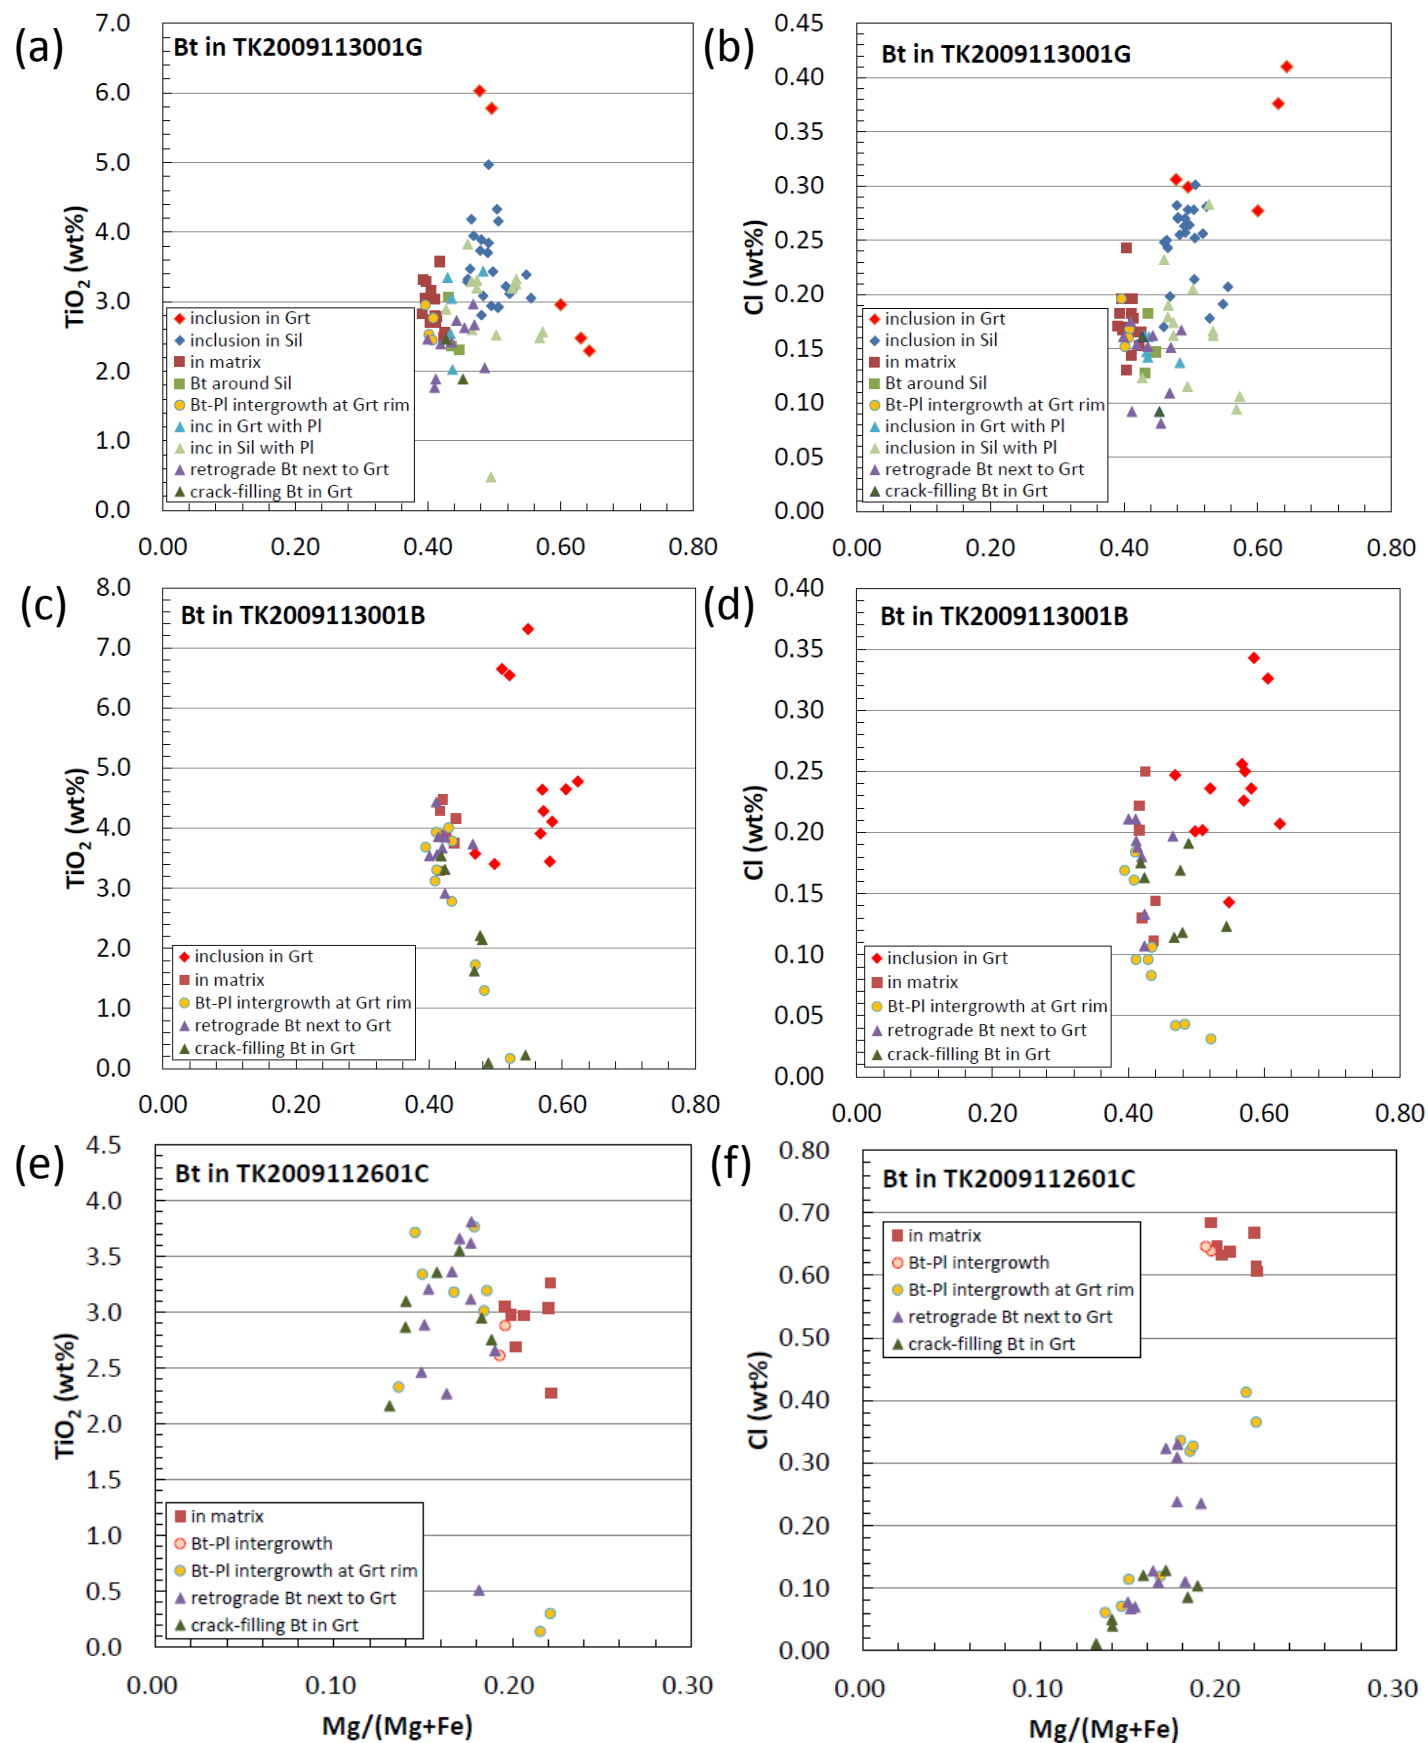 (a)
Bt in TK2009113001G
TiO2 (wt%)
7.0
6.0
5.0
4.0
3.0
2.0
1.0
0.0
inclusion in Grt
inclusion in Sil
in matrix
Bt around Sil
Bt-Pl intergrowth at Grt rim
inc in Grt with Pl
inc in Sil with Pl
retrograde Bt next to Grt
crack-filling Bt in Grt
0.00 0.20 0.40 0.60 0.80
(b)
Bt in TK2009113001G
Cl (wt%)
0.45
0.40
0.35
0.30
0.25
0.20
0.15
0.10
0.05
0.00
inclusion in Grt
inclusion in Sil
in matrix
Bt around Sil
Bt-Pl intergrowth at Grt rim
inclusion in Grt with Pl
inclusion in Sil with Pl
retrograde Bt next to Grt
crack-filling Bt in Grt
0.00 0.20 0.40 0.60 0.80
(c)
Bt in TK2009113001B
TiO2 (wt%)
8.0
7.0
6.0
5.0
4.0
3.0
2.0
1.0
0.0
inclusion in Grt
in matrix
Bt-Pl intergrowth at Grt rim
retrograde Bt next to Grt
crack-filling Bt in Grt
0.00 0.20 0.40 0.60 0.80
(d)
Bt in TK2009113001B
Cl (wt%)
0.40
0.35
0.30
0.25
0.20
0.15
0.10
0.05
0.00
inclusion in Grt
in matrix
Bt-Pl intergrowth at Grt rim
retrograde Bt next to Grt
crack-filling Bt in Grt
0.00 0.20 0.40 0.60 0.80
(e)
Bt in TK2009112601C
TiO2 (wt%)
4.5
4.0
3.5
3.0
2.5
2.0
1.5
1.0
0.5
0.0
in matrix
Bt-Pl intergrowth
Bt-Pl intergrowth at Grt rim
retrograde Bt next to Grt
crack-filling Bt in Grt
0.00 0.10 0.20 0.30
Mg/(Mg+Fe)
(f)
Bt in TK2009112601C
Cl (wt%)
0.80
0.70
0.60
0.50
0.40
0.30
0.20
0.10
0.00
in matrix
Bt-Pl intergrowth
Bt-Pl intergrowth at Grt rim
retrograde Bt next to Grt
crack-filling Bt in Grt
0.00 0.10 0.20 0.30
Mg/(Mg+Fe)